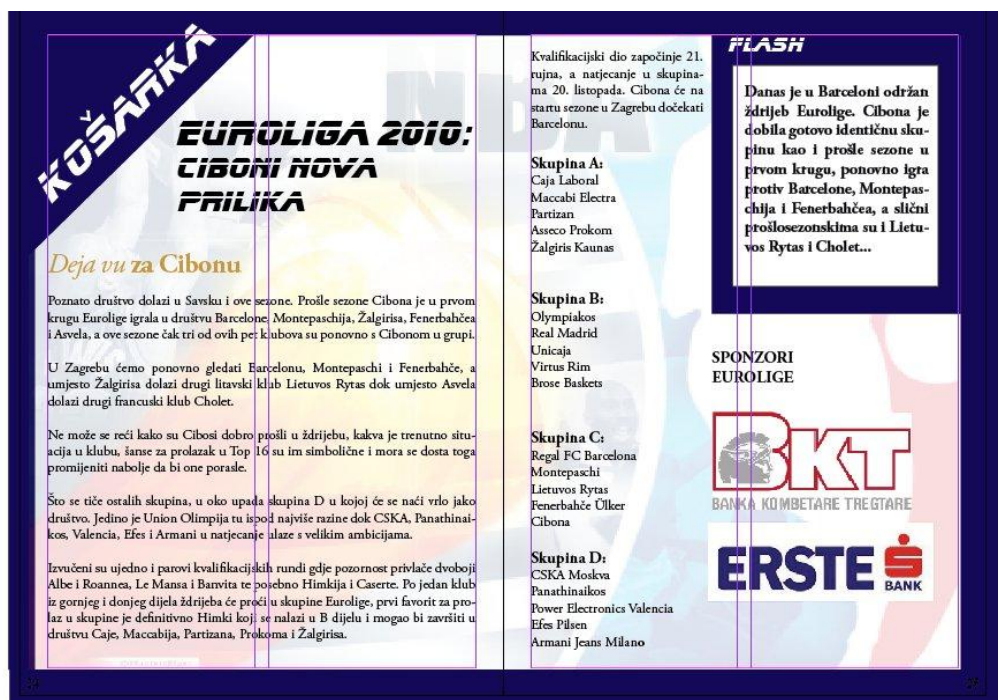 KOŠARKA
EUROLIGA 2010:
CIBONI NOVA
PRILIKA
Deja vu za Cibonu
Poznato društvo dolazi u Savsku i ove sezone. Prošle sezone Cibona je u prvom
krugu Eurolige igrala u društvu Barcelone, Montepaschija, Žalgirisa, Fenerbahčea
i Asvela, a ove sezone čak tri od ovih pet klubova su ponovno s Cibonom u grupi.
U Zagrebu ćemo ponovno gledati Barcelonu, Montepaschi i Fenerbahče, a
umjesto Žalgirisa dolazi drugi litavski klub Lietuvos Rytas dok umjesto Asvela
dolazi drugi francuski klub Cholet.
Ne može se reći kako su Cibosi dobro prošli u ždrijebu, kakva je trenutno situ-
acija u klubu, šanse za prolazak u Top 16 su im simbolične i mora se dosta toga
promijeniti nabolje da bi one porasle.
Što se tiče ostalih skupina, u oko upada skupina D u kojoj će se naći vrlo jako
društvo. Jedino je Union Olimpija tu ispod najviše razine dok CSKA, Panathinai-
kos, Valencia, Efes i Armani u natjecanje ulaze s velikim ambicijama.
Izvučeni su ujedno i parovi kvalifikacijskih rundi gdje pozornost privlače dvoboji
Albe i Roannea, Le Mansa i Banvita te posebno Himkija i Caserte. Po jedan klub
iz gornjeg i donjeg dijela ždrijeba će proći u skupine Eurolige, prvi favorit za pro-
laz u skupine je definitivno Himki koji se nalazi u B dijelu i mogao bi završiti u
društvu Caje, Maccabija, Partizana, Prokoma i Žalgirisa.
NBA
Kvalifikacijski dio započinje 21.
rujna, a natjecanje u skupina-
ma 20. listopada. Cibona će na
startu sezone u Zagrebu dočekati
Barcelonu.
Skupina A:
Caja Laboral
Maccabi Electra
Partizan
Asseco Prokom
Žalgiris Kaunas
Skupina B:
Olympiakos
Real Madrid
Unicaja
Virtus Rim
Brose Baskets
Skupina C:
Regal FC Barcelona
Montepaschi
Lietuvos Rytas
Fenerbahče Ülker
Cibona
Skupina D:
CSKA Moskva
Panathinaikos
Power Electronics Valencia
Efes Pilsen
Armani Jeans Milano
FLASH
Danas je u Barceloni održan
ždrijeb Eurolige. Cibona je
dobila gotovo identičnu sku-
pinu kao i prošle sezone u
prvom krugu, ponovno igra
protiv Barcelone, Montepas-
chija i Fenerbahčea, a slični
prošlosezonskima su i Lietu-
vos Rytas i Cholet...
SPONZORI
EUROLIGE
BKT
BANKA KOMBETARE TREGTARE
ERSTE
BANK